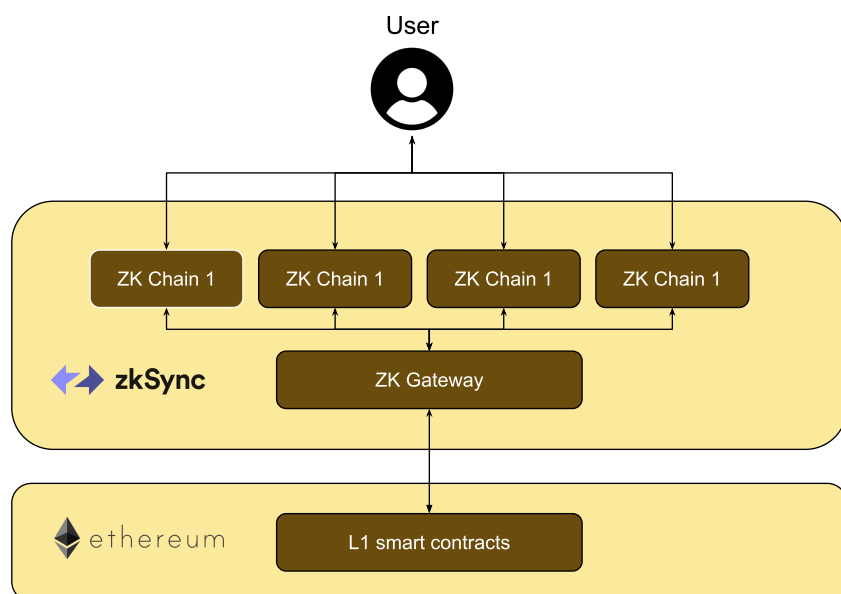 User
ZK Chain 1
ZK Chain 1
ZK Chain 1
ZK Chain 1
ZK Gateway
zkSync
ethereum
L1 smart contracts